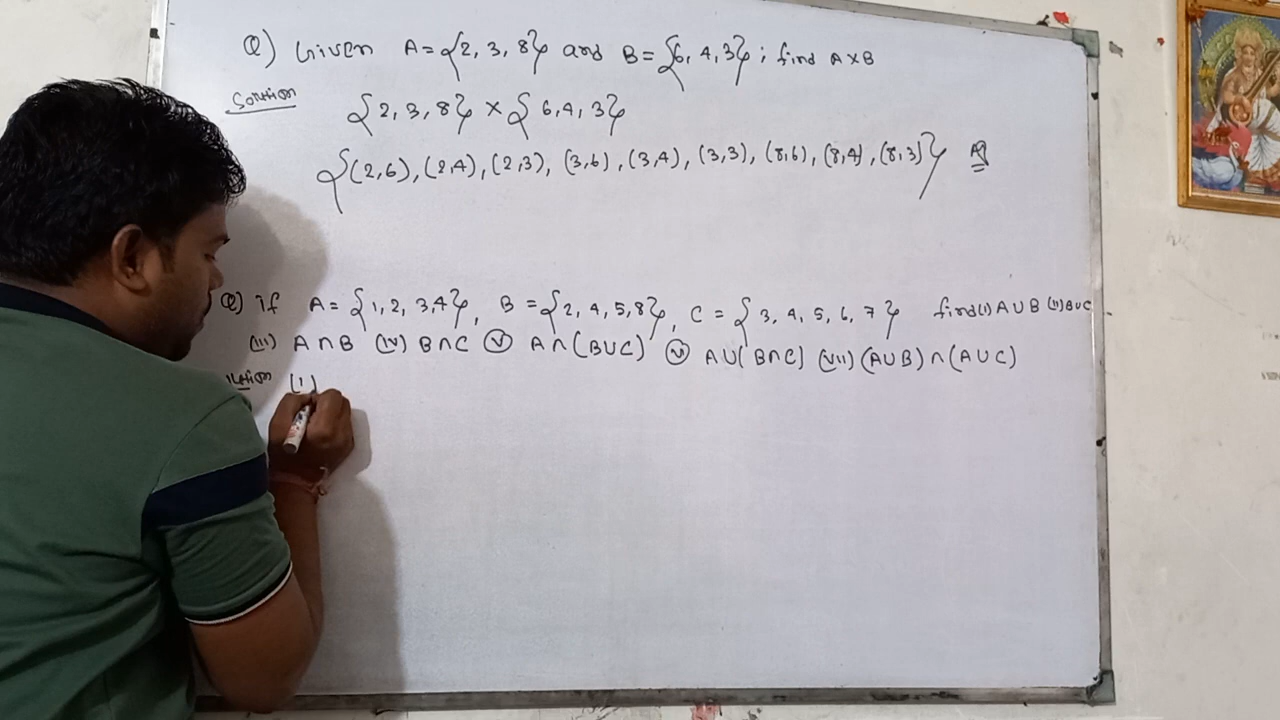 Q) Given A = {2, 3, 8} and B = {6, 4, 3} ; find A × B
Solution
{2, 3, 8} × {6, 4, 3}
{(2,6), (2,4), (2,3), (3,6), (3,4), (3,3), (8,6), (8,4), (8,3)}
Q) if A = {1, 2, 3, 4}, B = {2, 4, 5, 8}, C = {3, 4, 5, 6, 7} find (i) A ∪ B (ii) B ∪ C
(iii) A ∩ B (iv) B ∩ C (v) A ∩ (B ∪ C) (v) A ∪ (B ∩ C) (vii) (A ∪ B) ∩ (A ∪ C)
(i)